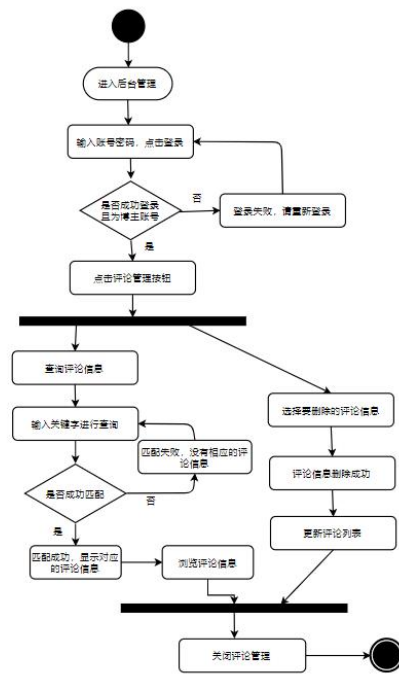 进入后台管理
输入账号密码，点击登录
是否成功登录
且为博主账号
否
登录失败，请重新登录
是
点击评论管理按钮
查询评论信息
选择要删除的评论信息
输入关键字进行查询
匹配失败，没有相应的评
论信息
评论信息删除成功
是否成功匹配
否
是
更新评论列表
匹配成功，显示对应
的评论信息
浏览评论信息
关闭评论管理